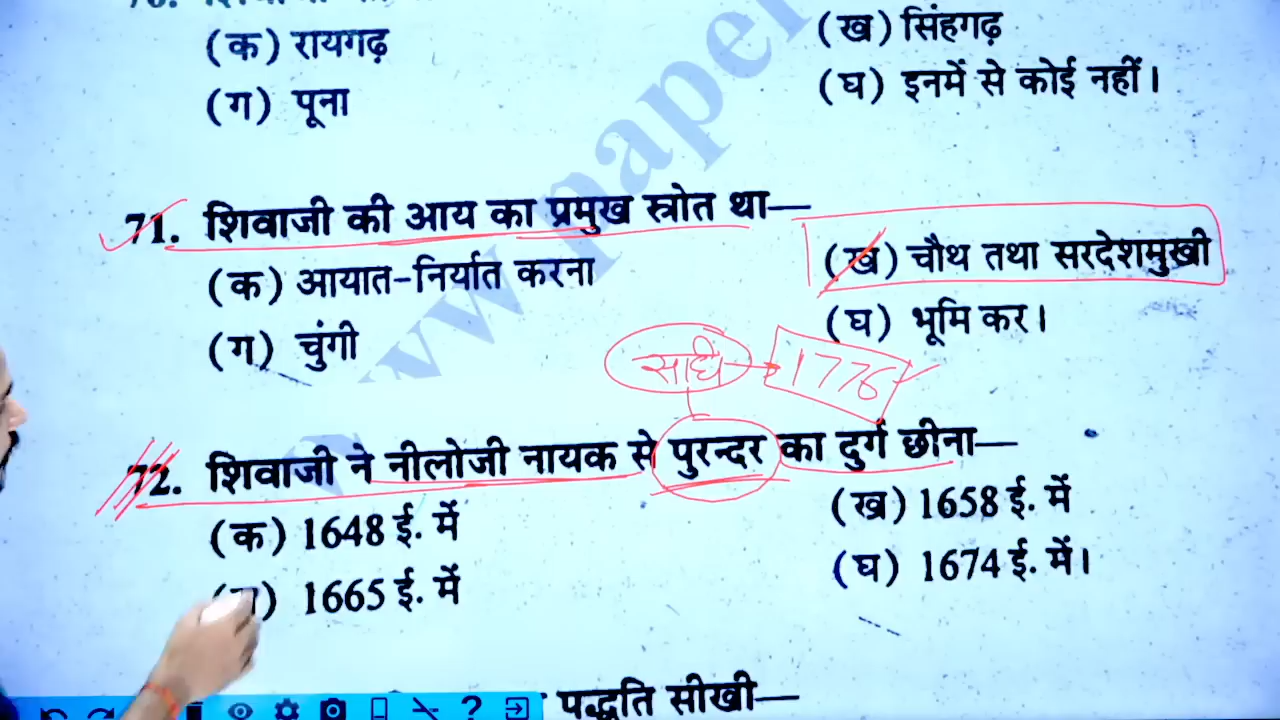 (क) रायगढ़
(ख) सिंहगढ़
(ग) पूना
(घ) इनमें से कोई नहीं।
71. शिवाजी की आय का प्रमुख स्त्रोत था—
(क) आयात-निर्यात करना
(ख) चौथ तथा सरदेशमुखी
(ग) चुंगी
(घ) भूमि कर।
1776
72. शिवाजी ने नीलोजी नायक से पुरन्दर का दुर्ग छीना—
(क) 1648 ई. में
(ख) 1658 ई. में
1665 ई. में
(घ) 1674 ई. में।
पद्धति सीखी—